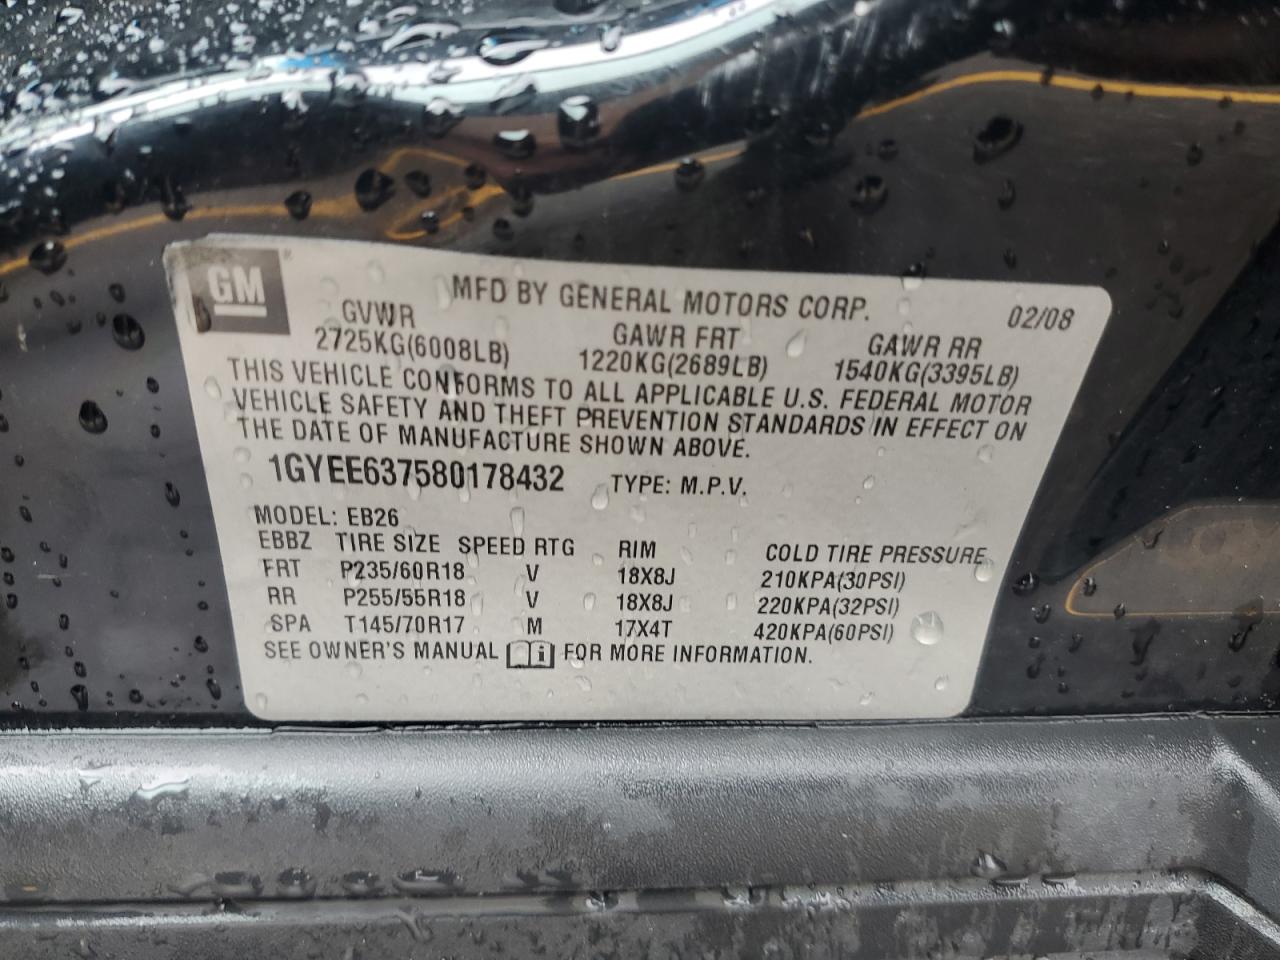 GM ®
MFD BY GENERAL MOTORS CORP. 02/08
GVWR GAWR FRT GAWR RR
2725KG(6008LB) 1220KG(2689LB) 1540KG(3395LB)
THIS VEHICLE CONFORMS TO ALL APPLICABLE U.S. FEDERAL MOTOR
VEHICLE SAFETY AND THEFT PREVENTION STANDARDS IN EFFECT ON
THE DATE OF MANUFACTURE SHOWN ABOVE.
1GYEE637580178432 TYPE: M.P.V.
MODEL: EB26
EBBZ TIRE SIZE SPEED RTG RIM COLD TIRE PRESSURE
FRT P235/60R18 V 18X8J 210KPA(30PSI)
RR P255/55R18 V 18X8J 220KPA(32PSI)
SPA T145/70R17 M 17X4T 420KPA(60PSI)
SEE OWNER'S MANUAL i FOR MORE INFORMATION.